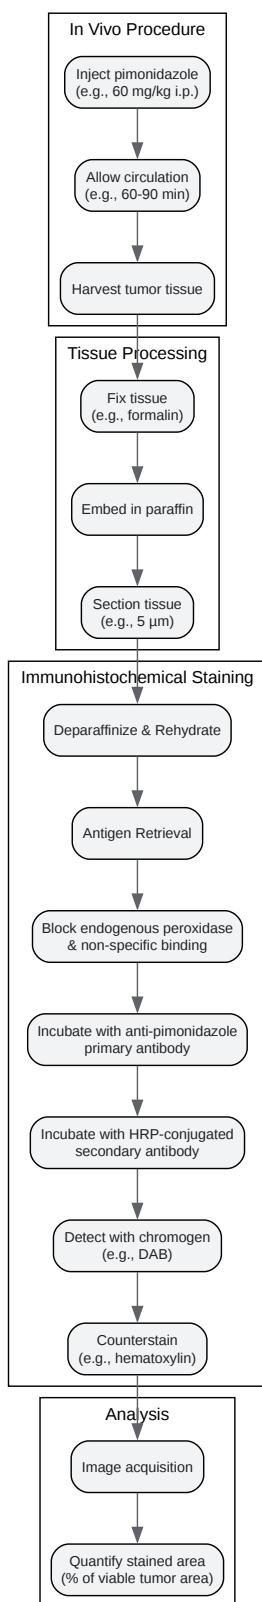 In Vivo Procedure
Inject pimonidazole
(e.g., 60 mg/kg i.p.)
Allow circulation
(e.g., 60-90 min)
Harvest tumor tissue
Tissue Processing
Fix tissue
(e.g., formalin)
Embed in paraffin
Section tissue
(e.g., 5 µm)
Immunohistochemical Staining
Deparaffinize & Rehydrate
Antigen Retrieval
Block endogenous peroxidase
& non-specific binding
Incubate with anti-pimonidazole
primary antibody
Incubate with HRP-conjugated
secondary antibody
Detect with chromogen
(e.g., DAB)
Counterstain
(e.g., hematoxylin)
Analysis
Image acquisition
Quantify stained area
(% of viable tumor area)